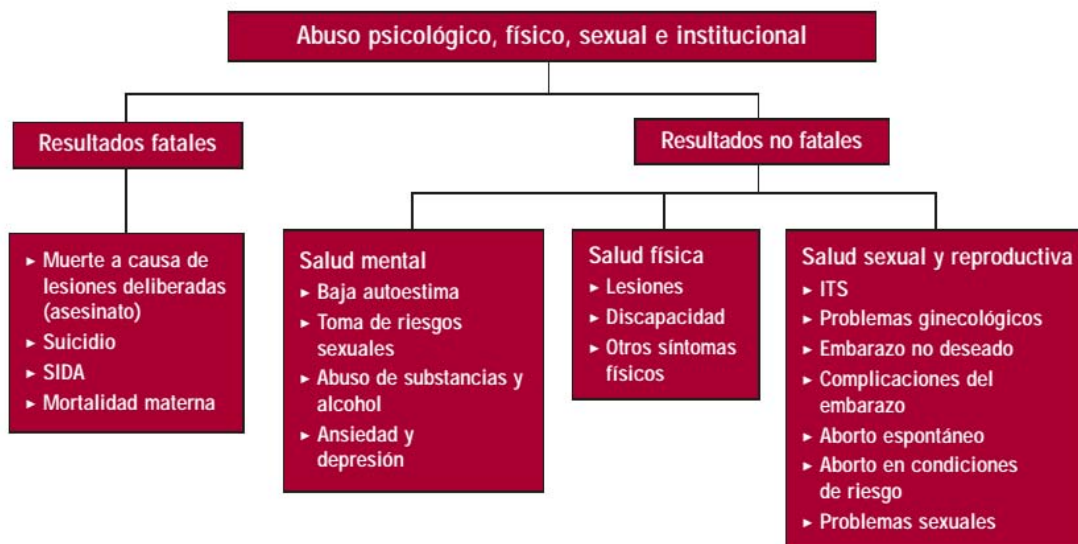 Abuso psicológico, físico, sexual e institucional
Resultados fatales
Resultados no fatales
▸ Muerte a causa de
lesiones deliberadas
(asesinato)
▸ Suicidio
▸ SIDA
▸ Mortalidad materna
Salud mental
▸ Baja autoestima
▸ Toma de riesgos
sexuales
▸ Abuso de substancias y
alcohol
▸ Ansiedad y
depresión
Salud física
▸ Lesiones
▸ Discapacidad
▸ Otros síntomas
físicos
Salud sexual y reproductiva
▸ ITS
▸ Problemas ginecológicos
▸ Embarazo no deseado
▸ Complicaciones del
embarazo
▸ Aborto espontáneo
▸ Aborto en condiciones
de riesgo
▸ Problemas sexuales